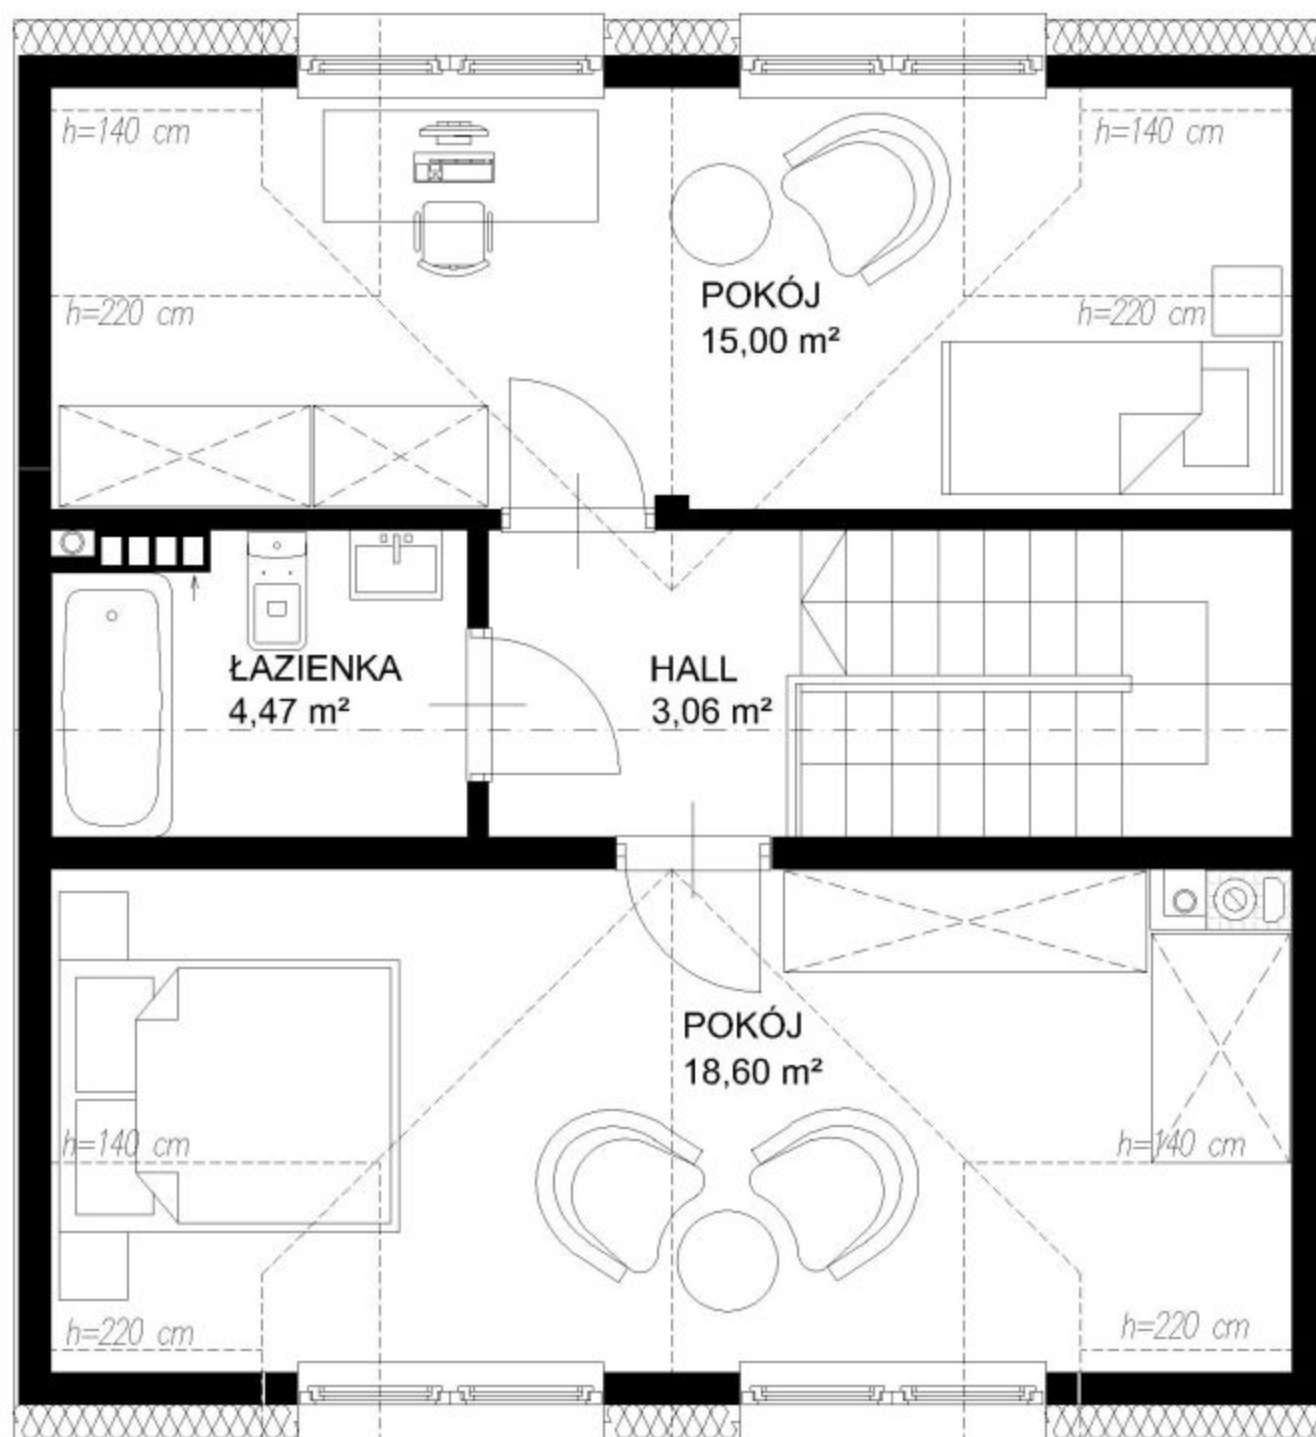 h=140 cm
h=140 cm
h=220 cm
POKÓJ
15,00 m²
h=220 cm
ŁAZIENKA
4,47 m²
HALL
3,06 m²
POKÓJ
18,60 m²
h=140 cm
h=140 cm
h=220 cm
h=220 cm